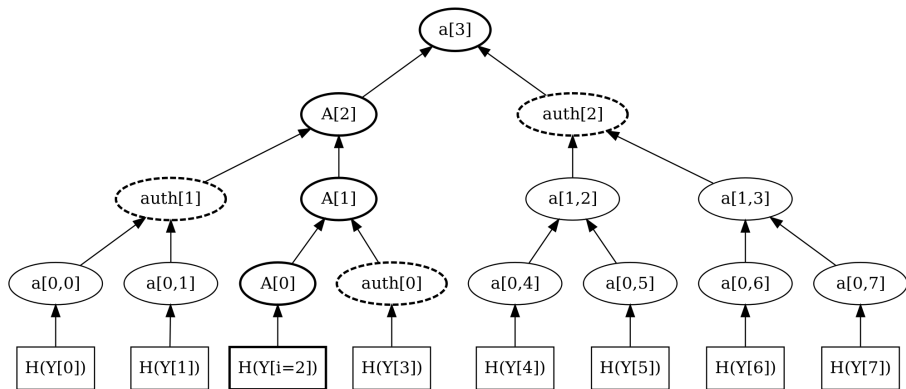 a[3]
A[2]
auth[2]
auth[1]
A[1]
a[1,2]
a[1,3]
a[0,0]
a[0,1]
A[0]
auth[0]
a[0,4]
a[0,5]
a[0,6]
a[0,7]
H(Y[0])
H(Y[1])
H(Y[i=2])
H(Y[3])
H(Y[4])
H(Y[5])
H(Y[6])
H(Y[7])